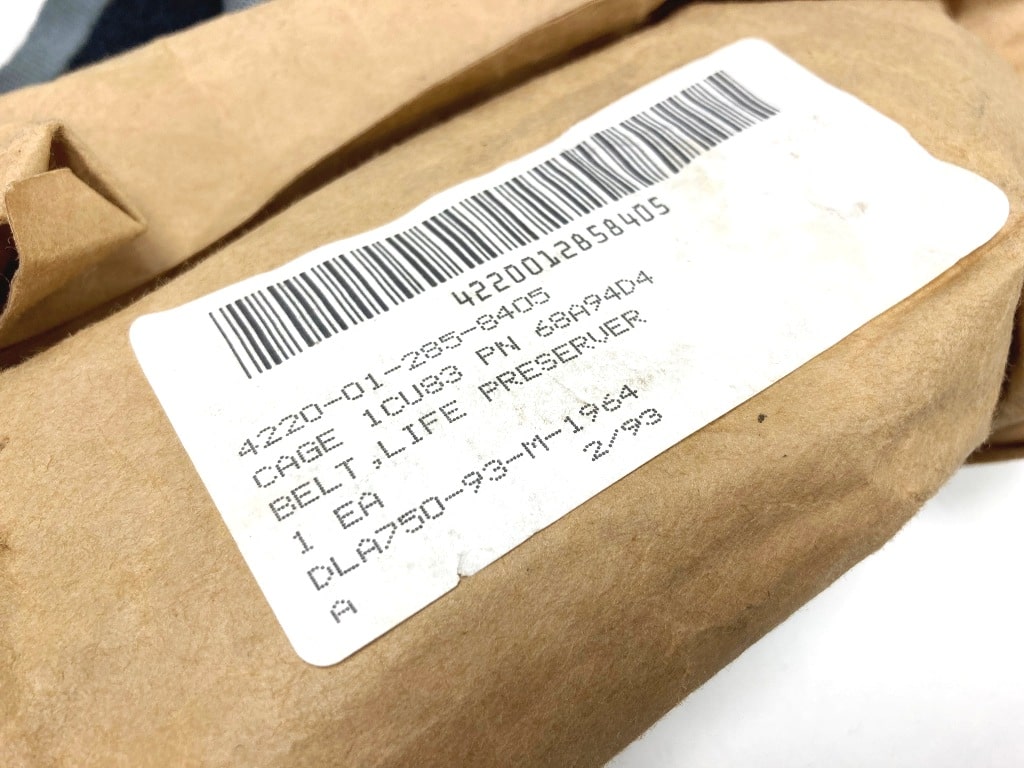 4220012858405
4220-01-285-8405
CAGE 1CU83 PN 68A94D4
BELT,LIFE PRESERVER
1 EA
DLA750-93-M-1964
A 2/93